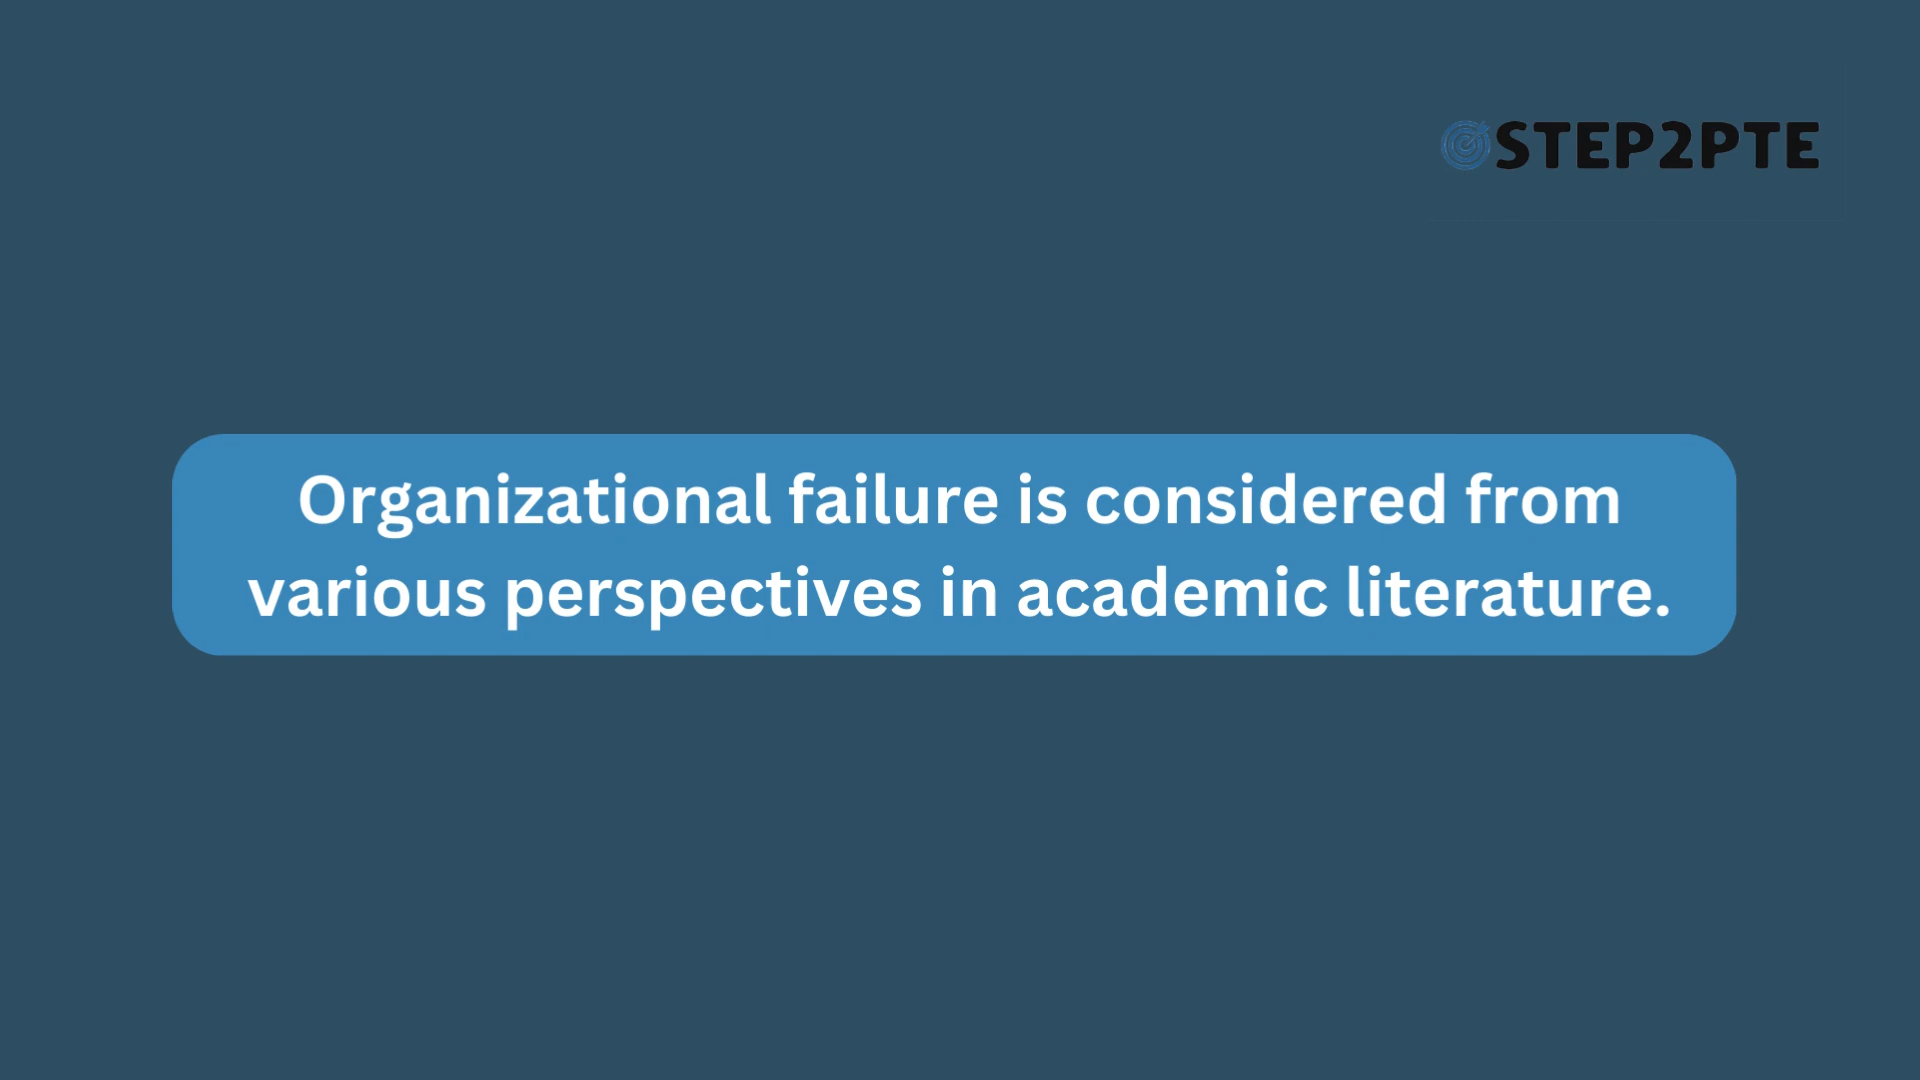 STEP2PTE
Organizational failure is considered from
various perspectives in academic literature.